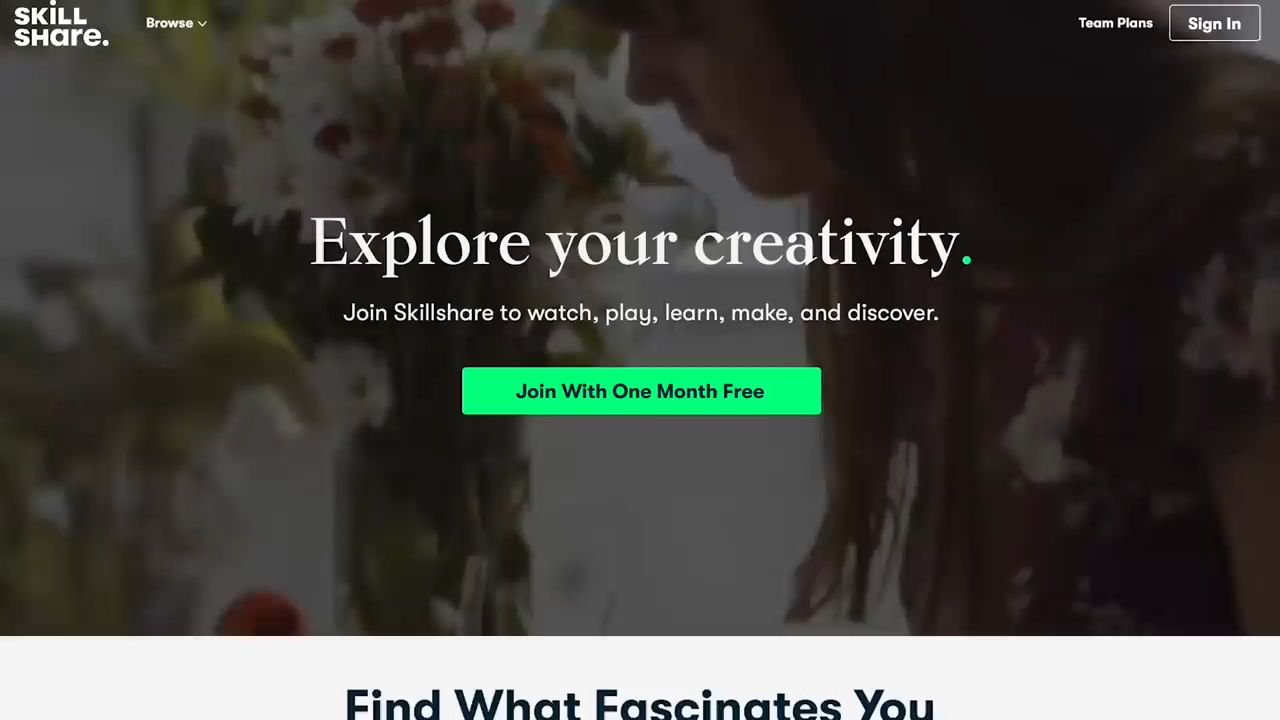 SKiLL
SHare.
Browse
Team Plans
Sign In
Explore your creativity.
Join Skillshare to watch, play, learn, make, and discover.
Join With One Month Free
Find What Fascinates You